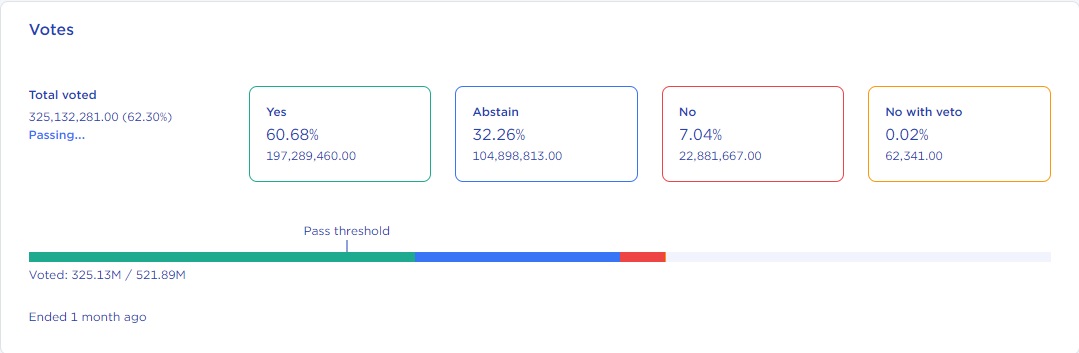 Votes
Total voted
325,132,281.00 (62.30%)
Passing...
Yes
60.68%
197,289,460.00
Abstain
32.26%
104,898,813.00
No
7.04%
22,881,667.00
No with veto
0.02%
62,341.00
Pass threshold
Voted: 325.13M / 521.89M
Ended 1 month ago